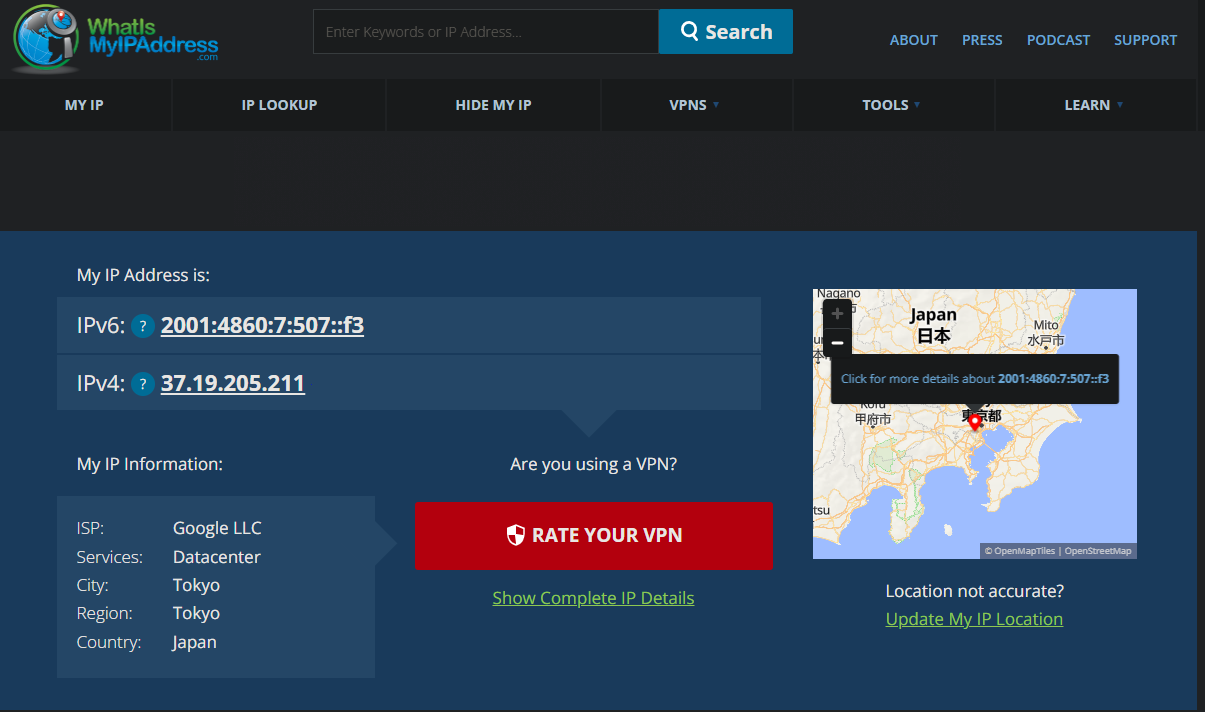 WhatIs
MyIPAddress
.com
Enter Keywords or IP Address...
Search
ABOUT
PRESS
PODCAST
SUPPORT
MY IP
IP LOOKUP
HIDE MY IP
VPNS
TOOLS
LEARN
My IP Address is:
IPv6: ? 2001:4860:7:507::f3
IPv4: ? 37.19.205.211
My IP Information:
ISP: Google LLC
Services: Datacenter
City: Tokyo
Region: Tokyo
Country: Japan
Are you using a VPN?
RATE YOUR VPN
Show Complete IP Details
Nagano
+
−
Japan
日本
Mito
水戸市
Click for more details about 2001:4860:7:507::f3
甲府市
東京都
tsu
© OpenMapTiles | OpenStreetMap
Location not accurate?
Update My IP Location